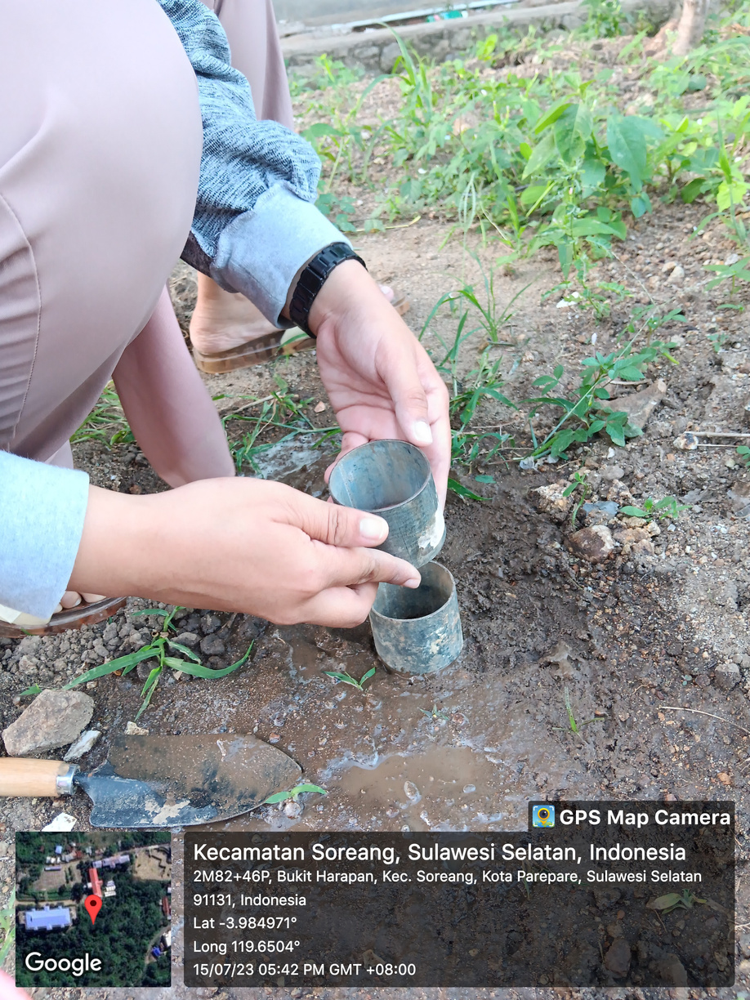 GPS Map Camera
Kecamatan Soreang, Sulawesi Selatan, Indonesia
2M82+46P, Bukit Harapan, Kec. Soreang, Kota Parepare, Sulawesi Selatan
91131, Indonesia
Lat -3.984971°
Long 119.6504°
15/07/23 05:42 PM GMT +08:00
Google